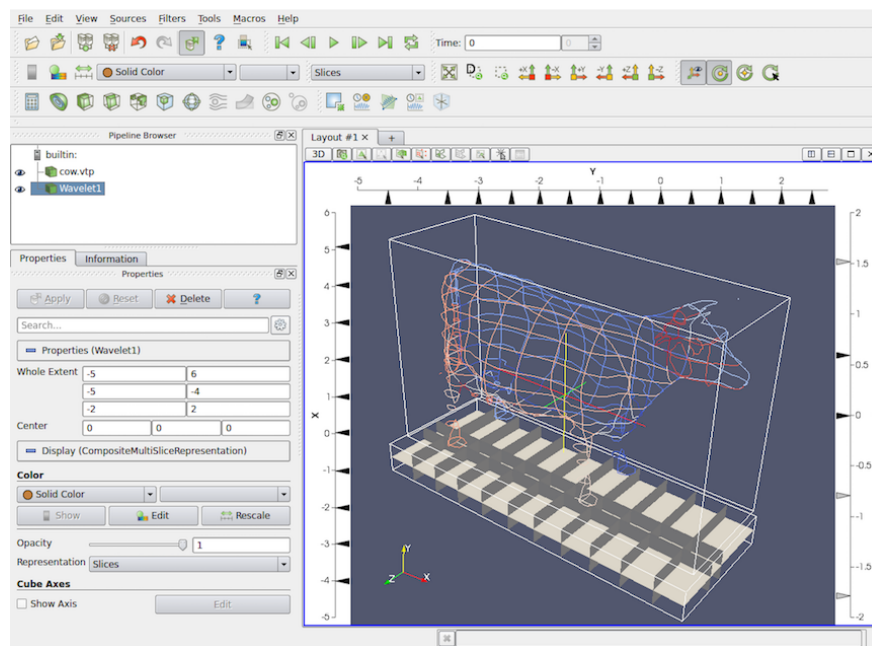 File Edit View Sources Filters Tools Macros Help
Time: 0 0
Solid Color Slices
Pipeline Browser
builtin:
cow.vtp
Wavelet1
Properties Information
Properties
Apply Reset Delete ?
Search...
Properties (Wavelet1)
Whole Extent -5 6
-5 -4
-2 2
Center 0 0 0
Display (CompositeMultiSliceRepresentation)
Color
Solid Color
Show Edit Rescale
Opacity 1
Representation Slices
Cube Axes
Show Axis Edit
Layout #1 × +
3D
Y
-5 -4 -3 -2 -1 0 1 2
6
5
4
3
2
1
X
0
-1
-2
-3
-4
-5
2
1.5
1
0.5
0
-0.5
-1
-1.5
-2
Y
Z X